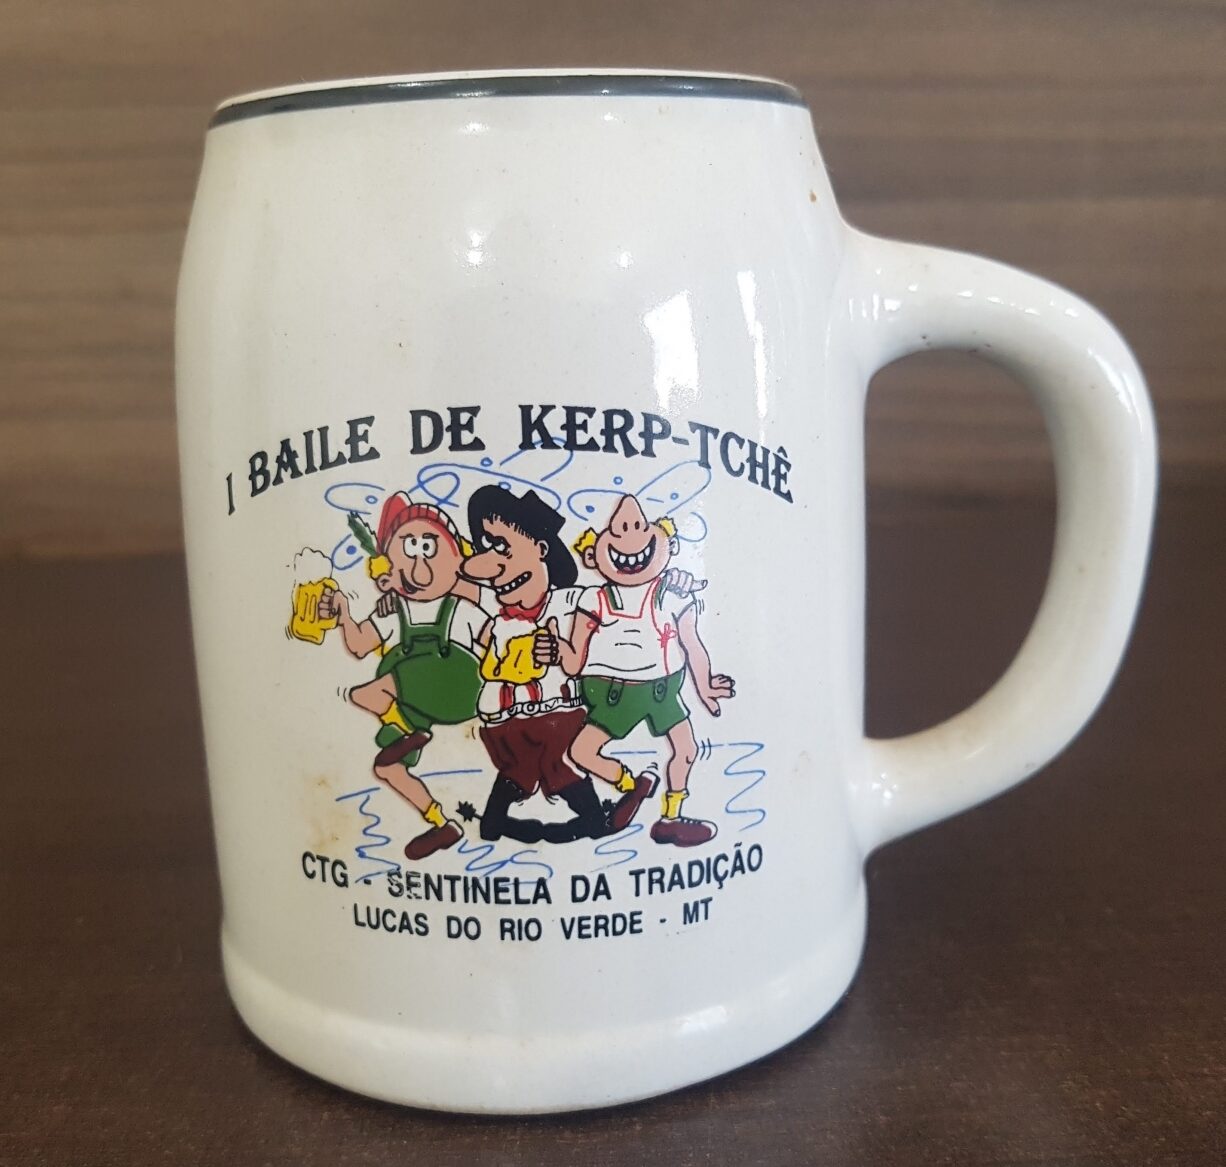 I BAILE DE KERP-TCHÊ
CTG - SENTINELA DA TRADIÇÃO
LUCAS DO RIO VERDE - MT